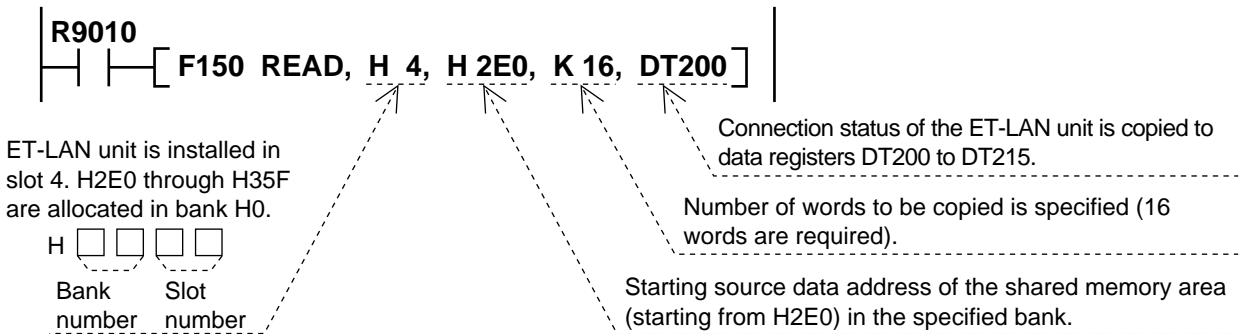 R9010
F150 READ, H 4, H 2E0, K 16, DT200
Connection status of the ET-LAN unit is copied to
data registers DT200 to DT215.
ET-LAN unit is installed in
slot 4. H2E0 through H35F
are allocated in bank H0.
H
Bank
number
Slot
number
Number of words to be copied is specified (16
words are required).
Starting source data address of the shared memory area
(starting from H2E0) in the specified bank.